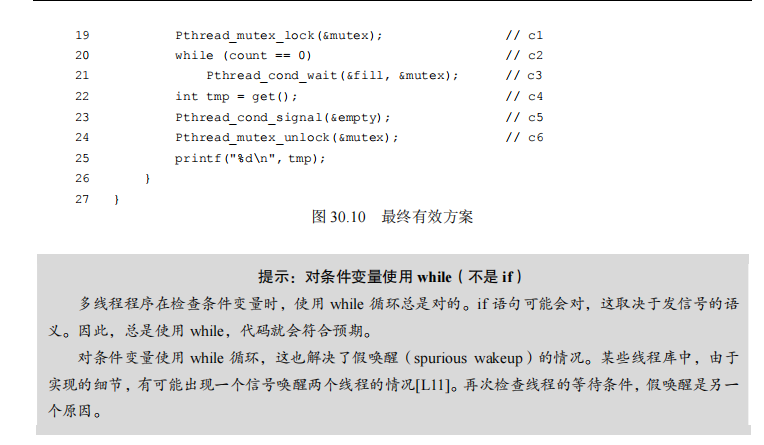 19 Pthread_mutex_lock(&mutex); // c1
20 while (count == 0) // c2
21 Pthread_cond_wait(&fill, &mutex); // c3
22 int tmp = get(); // c4
23 Pthread_cond_signal(&empty); // c5
24 Pthread_mutex_unlock(&mutex); // c6
25 printf("%d\n", tmp);
26 }
27 }
图 30.10 最终有效方案
提示：对条件变量使用 while（不是 if）
多线程程序在检查条件变量时，使用 while 循环总是对的。if 语句可能会对，这取决于发信号的语
义。因此，总是使用 while，代码就会符合预期。
对条件变量使用 while 循环，这也解决了假唤醒（spurious wakeup）的情况。某些线程库中，由于
实现的细节，有可能出现一个信号唤醒两个线程的情况[L11]。再次检查线程的等待条件，假唤醒是另一
个原因。